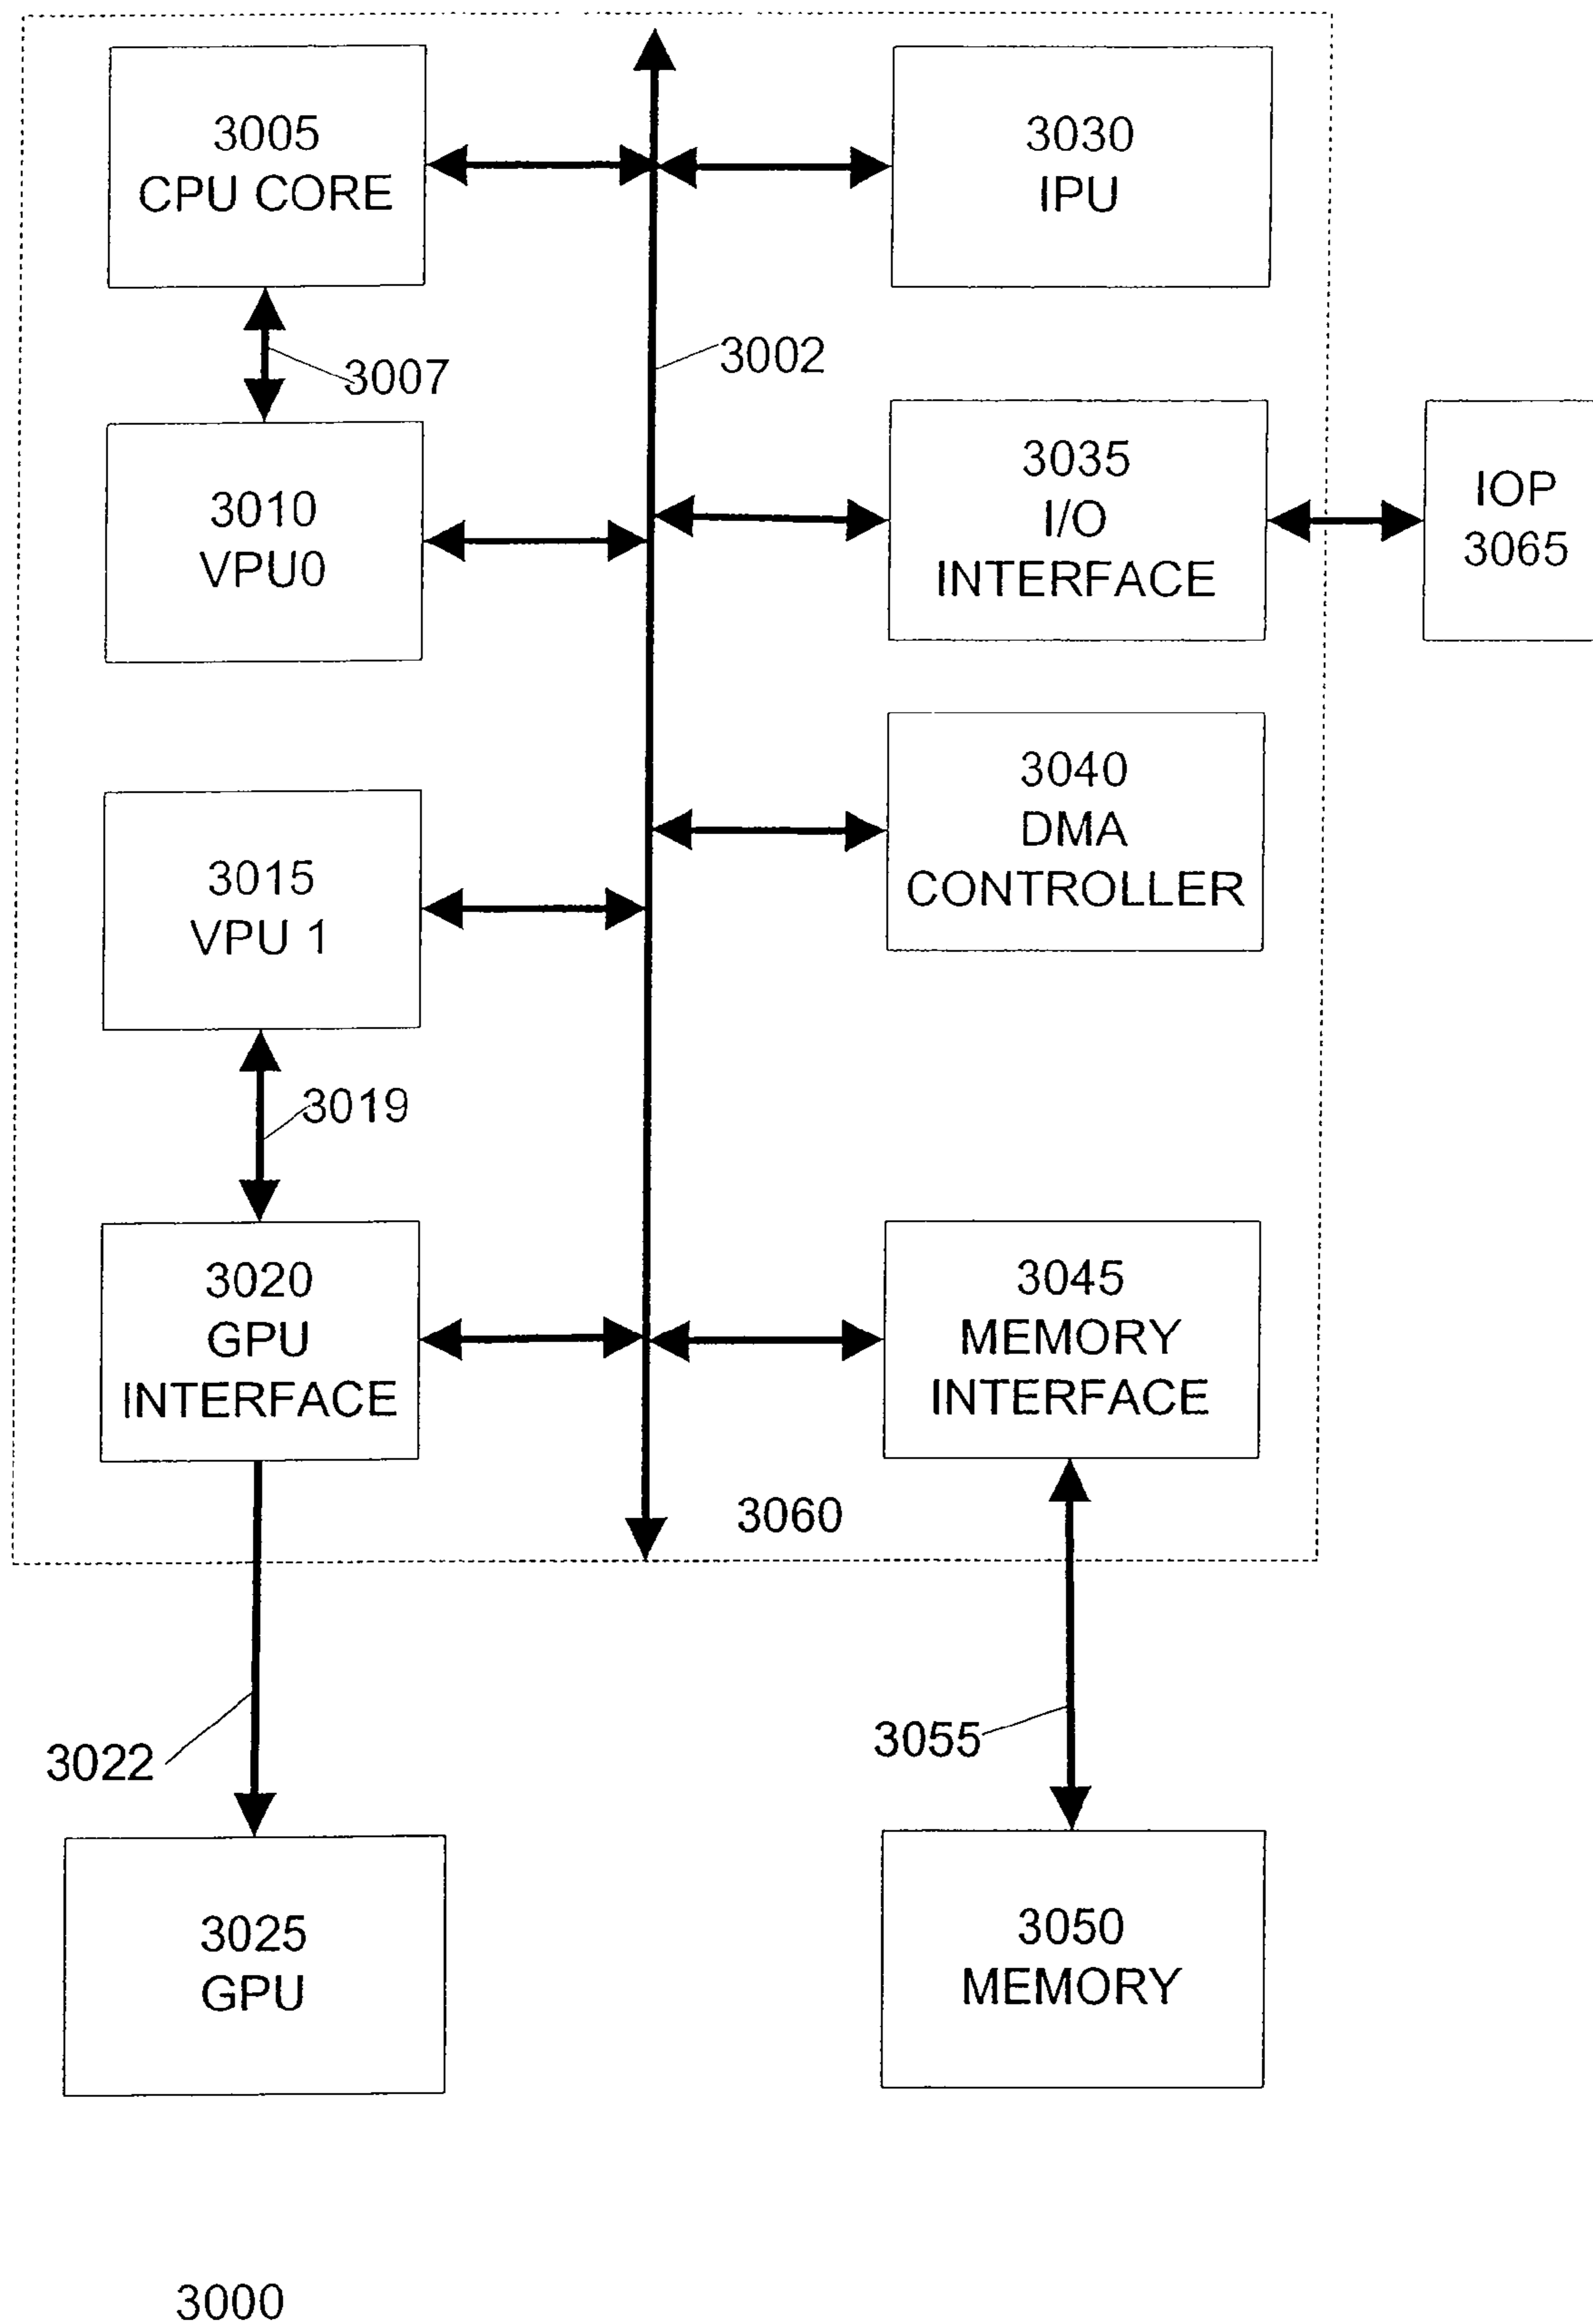 3005
CPU CORE
3030
IPU
3002
3007
3010
VPU0
3035
I/O
INTERFACE
IOP
3065
3040
DMA
CONTROLLER
3015
VPU 1
3019
3020
GPU
INTERFACE
3045
MEMORY
INTERFACE
3060
3022
3055
3025
GPU
3050
MEMORY
3000